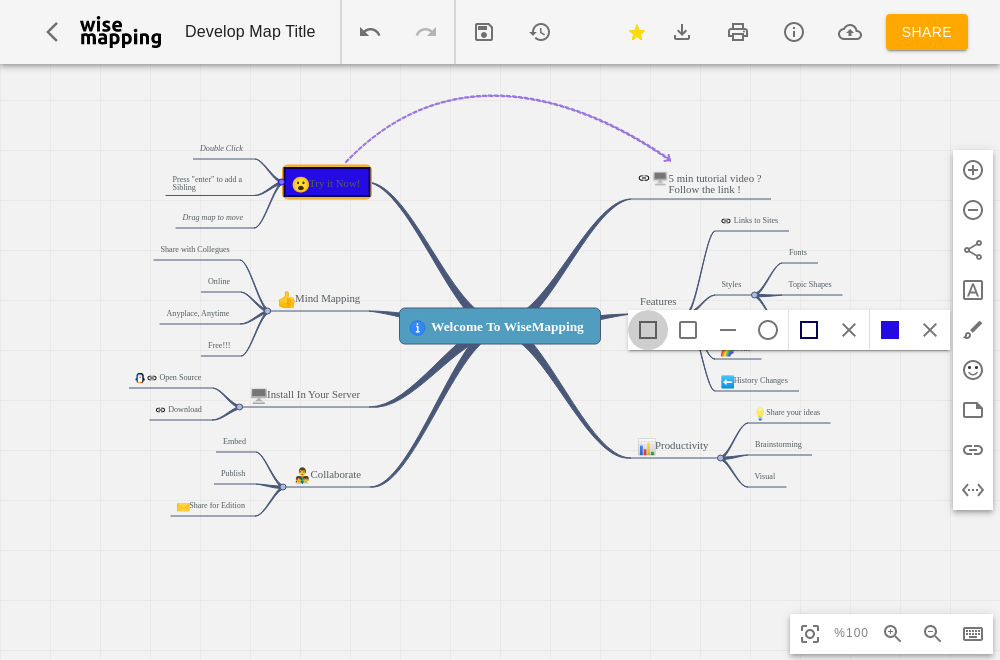 wise
mapping
Develop Map Title
SHARE
Double Click
Press "enter" to add a
Sibling
Drag map to move
Try it Now!
5 min tutorial video ?
Follow the link !
Links to Sites
Fonts
Styles
Topic Shapes
Features
History Changes
Share with Collegues
Online
Anyplace, Anytime
Free!!!
Mind Mapping
Welcome To WiseMapping
Open Source
Download
Install In Your Server
Embed
Publish
Share for Edition
Collaborate
Productivity
Share your ideas
Brainstorming
Visual
%100